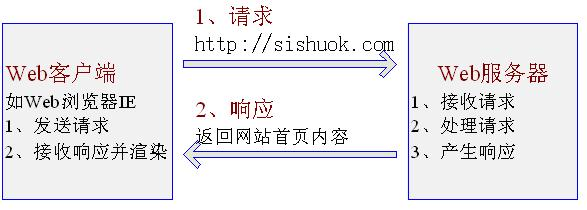 1、请求
http://sishuok.com
Web客户端
如Web浏览器IE
1、发送请求
2、接收响应并渲染
2、响应
返回网站首页内容
Web服务器
1、接收请求
2、处理请求
3、产生响应